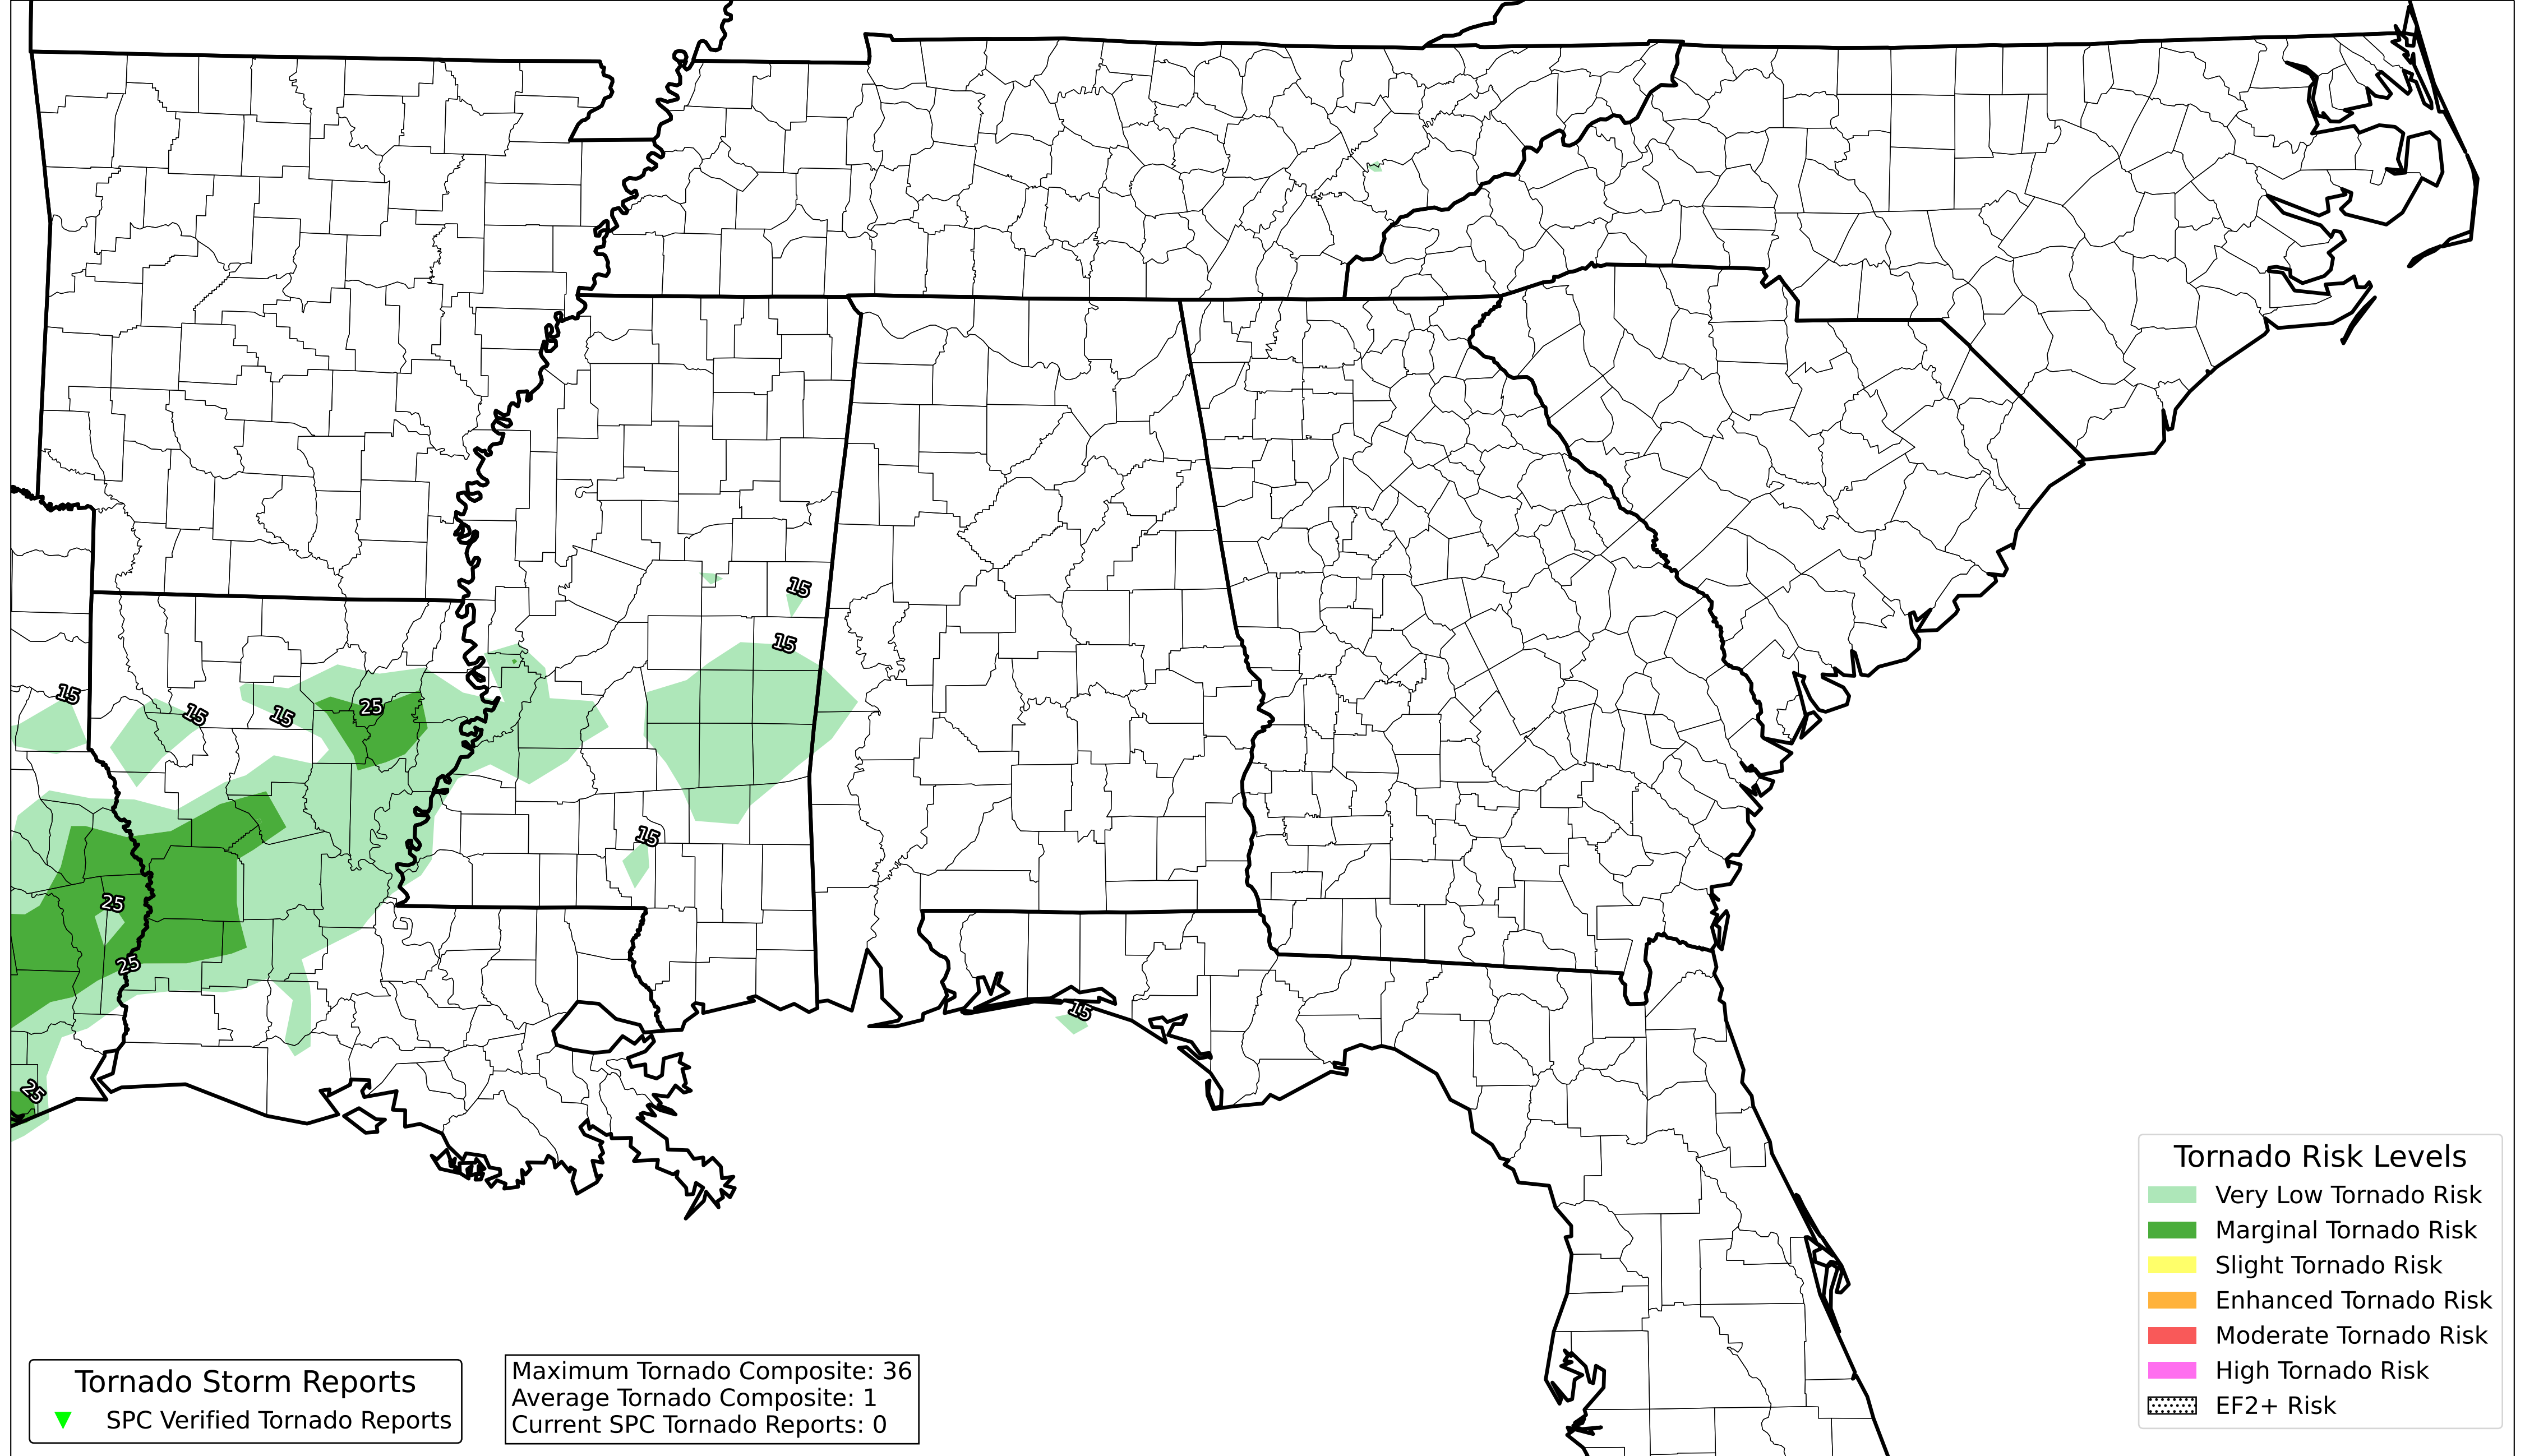 15
15
15
25
15
15
15
25
25
15
25
Tornado Risk Levels
Very Low Tornado Risk
Marginal Tornado Risk
Slight Tornado Risk
Enhanced Tornado Risk
Moderate Tornado Risk
High Tornado Risk
EF2+ Risk
Tornado Storm Reports
SPC Verified Tornado Reports
Maximum Tornado Composite: 36
Average Tornado Composite: 1
Current SPC Tornado Reports: 0